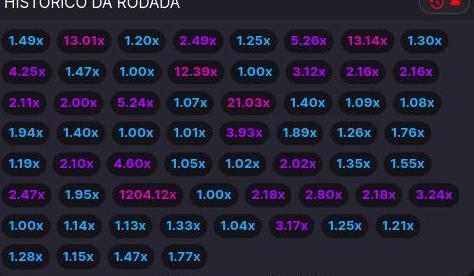 HISTÓRICO DA RODADA
1.49x 13.01x 1.20x 2.49x 1.25x 5.26x 13.14x 1.30x
4.25x 1.47x 1.00x 12.39x 1.00x 3.12x 2.16x 2.16x
2.11x 2.00x 5.24x 1.07x 21.03x 1.40x 1.09x 1.08x
1.94x 1.40x 1.00x 1.01x 3.93x 1.89x 1.26x 1.76x
1.19x 2.10x 4.60x 1.05x 1.02x 2.02x 1.35x 1.55x
2.47x 1.95x 1204.12x 1.00x 2.18x 2.80x 2.18x 3.24x
1.00x 1.14x 1.13x 1.33x 1.04x 3.17x 1.25x 1.21x
1.28x 1.15x 1.47x 1.77x